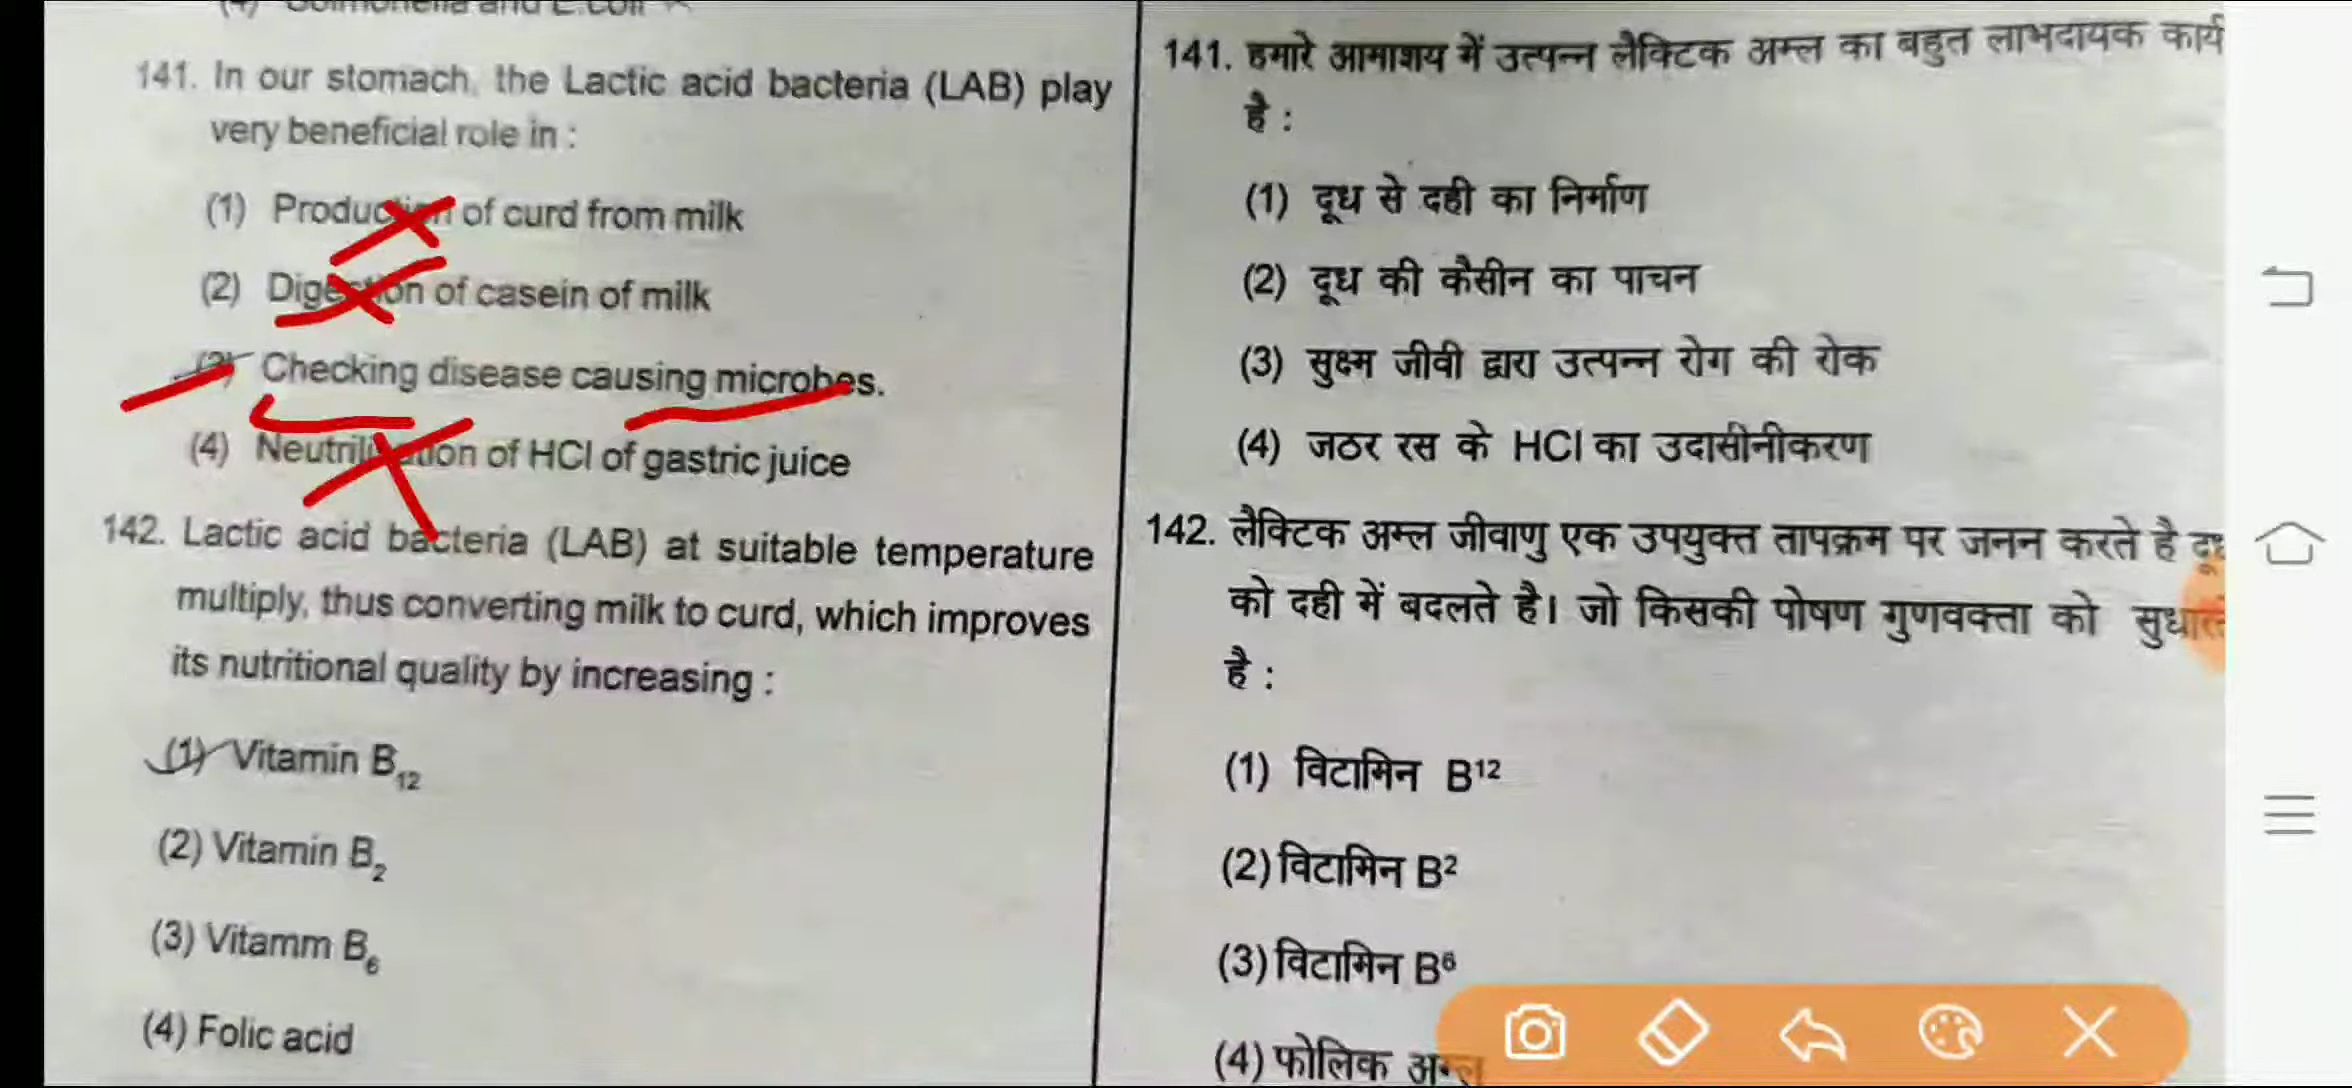 (4) Salmonella and E.coli
141. In our stomach, the Lactic acid bacteria (LAB) play
very beneficial role in :
(1) Production of curd from milk
(2) Digestion of casein of milk
(3) Checking disease causing microbes.
(4) Neutrilization of HCl of gastric juice
142. Lactic acid bacteria (LAB) at suitable temperature
multiply, thus converting milk to curd, which improves
its nutritional quality by increasing :
(1) Vitamin B12
(2) Vitamin B2
(3) Vitamm B6
(4) Folic acid
141. हमारे आमाशय में उत्पन्न लैक्टिक अम्ल का बहुत लाभदायक कार्य
है :
(1) दूध से दही का निर्माण
(2) दूध की कैसीन का पाचन
(3) सुक्ष्म जीवी द्वारा उत्पन्न रोग की रोक
(4) जठर रस के HCl का उदासीनीकरण
142. लैक्टिक अम्ल जीवाणु एक उपयुक्त तापक्रम पर जनन करते है दूध
को दही में बदलते है। जो किसकी पोषण गुणवक्ता को
है :
(1) विटामिन B12
(2) विटामिन B2
(3) विटामिन B6
(4) फोलिक अम्ल